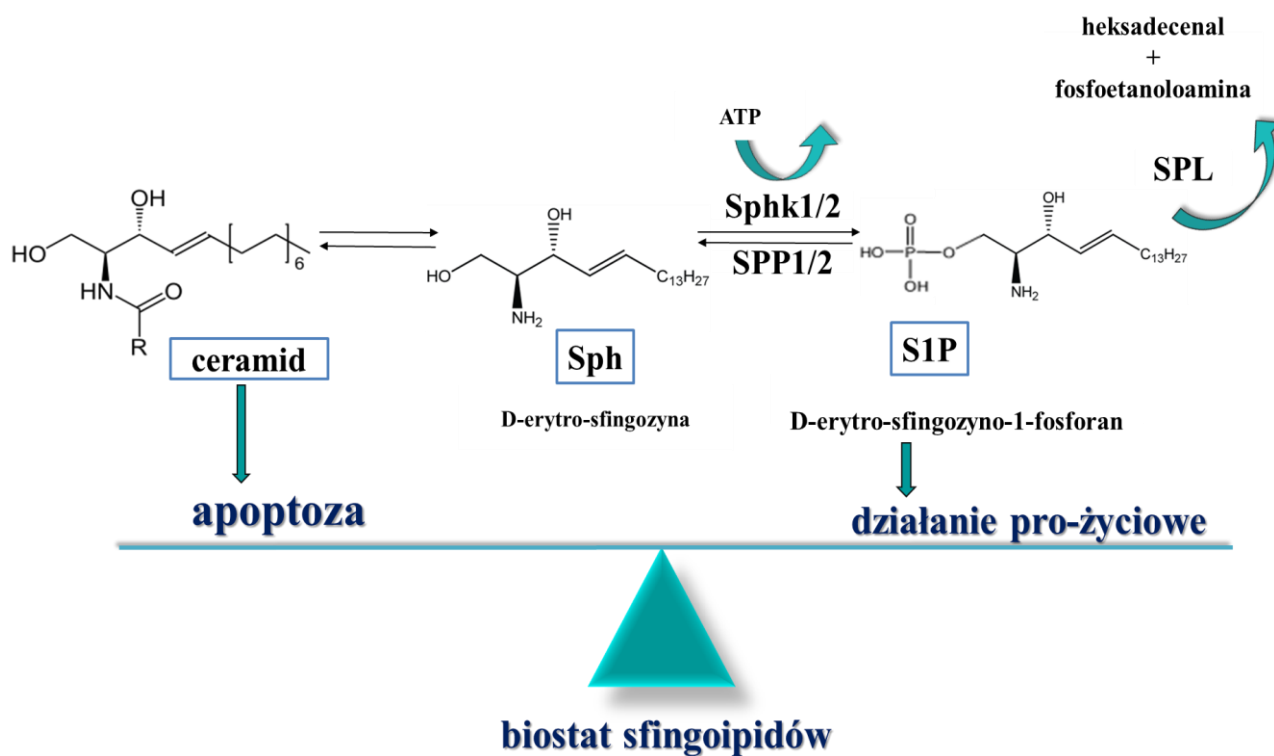 heksadecenal
+
fosfoetanoloamina
ATP
SPL
Sphk1/2
SPP1/2
OH
HO
HN
O
R
6
OH
HO
NH2
C13H27
O
HO
P
O
OH
OH
NH2
C13H27
ceramid
Sph
S1P
D-erytro-sfingozyna
D-erytro-sfingozyno-1-fosforan
apoptoza
działanie pro-życiowe
biostat sfingoipidów